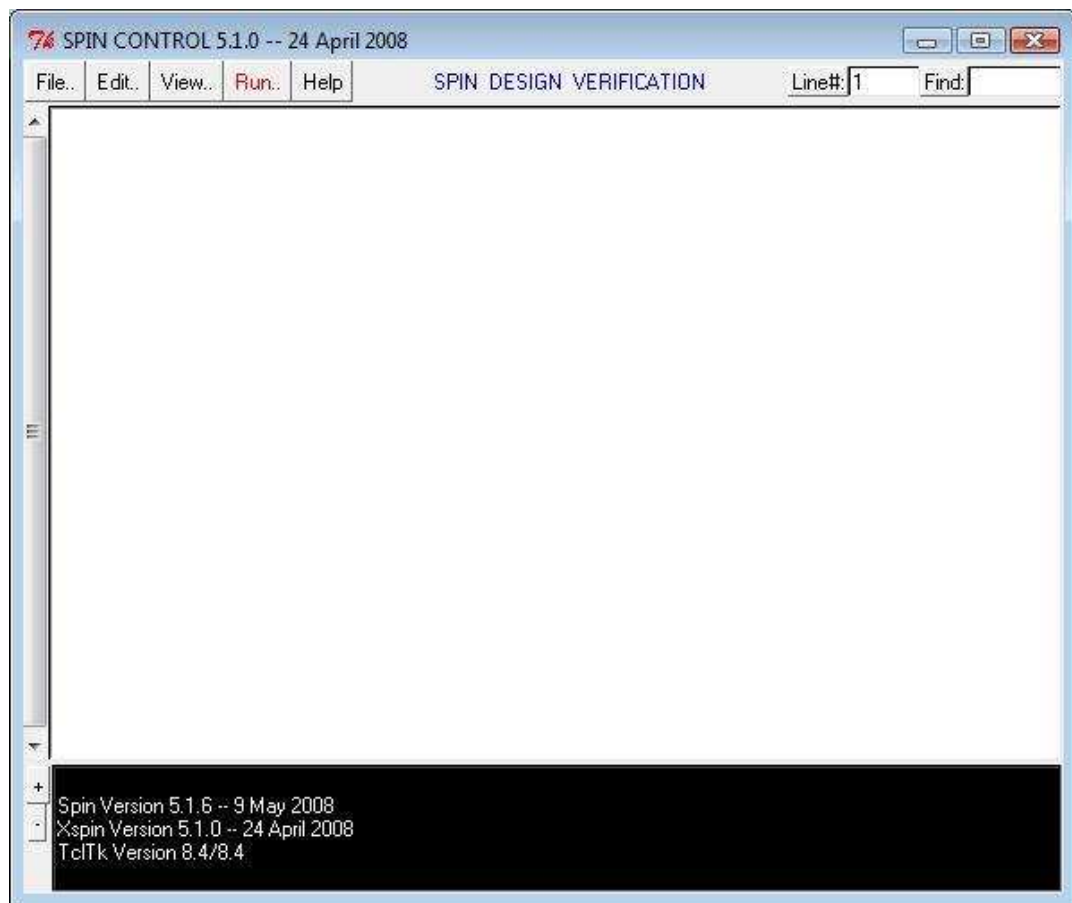 SPIN CONTROL 5.1.0 -- 24 April 2008
File.. Edit.. View.. Run.. Help SPIN DESIGN VERIFICATION Line#: 1 Find:
+
Spin Version 5.1.6 -- 9 May 2008
-
Xspin Version 5.1.0 -- 24 April 2008
TclTk Version 8.4/8.4